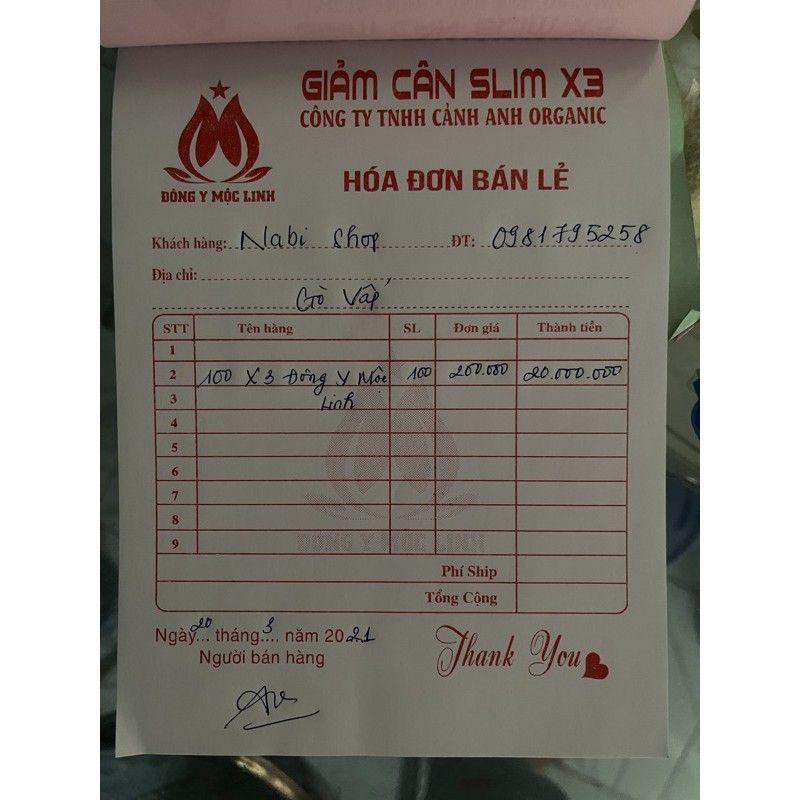 GIẢM CÂN SLIM X3
CÔNG TY TNHH CẢNH ANH ORGANIC
ĐÔNG Y MỘC LINH
HÓA ĐƠN BÁN LẺ
Khách hàng: Nabi Shop ĐT: 0981795258
Địa chỉ:
Gò Vấp
STT Tên hàng SL Đơn giá Thành tiền
1
2 100 X3 Đông Y Mộc 100 200.000 20.000.000
3 Linh
4
5
6
7
8
ĐÔNG Y MỘC LINH
9
Phí Ship
Tổng Cộng
Ngày 20 tháng 3 năm 2021
Người bán hàng
Thank You